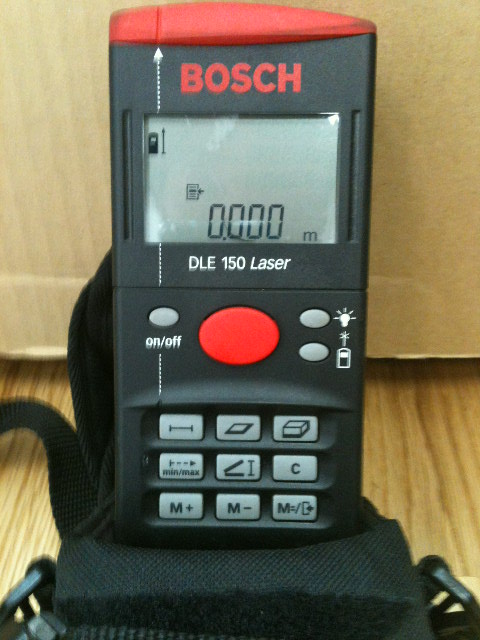 BOSCH
0.000 m
DLE 150 Laser
on/off
min/max
C
M+ M- M=/